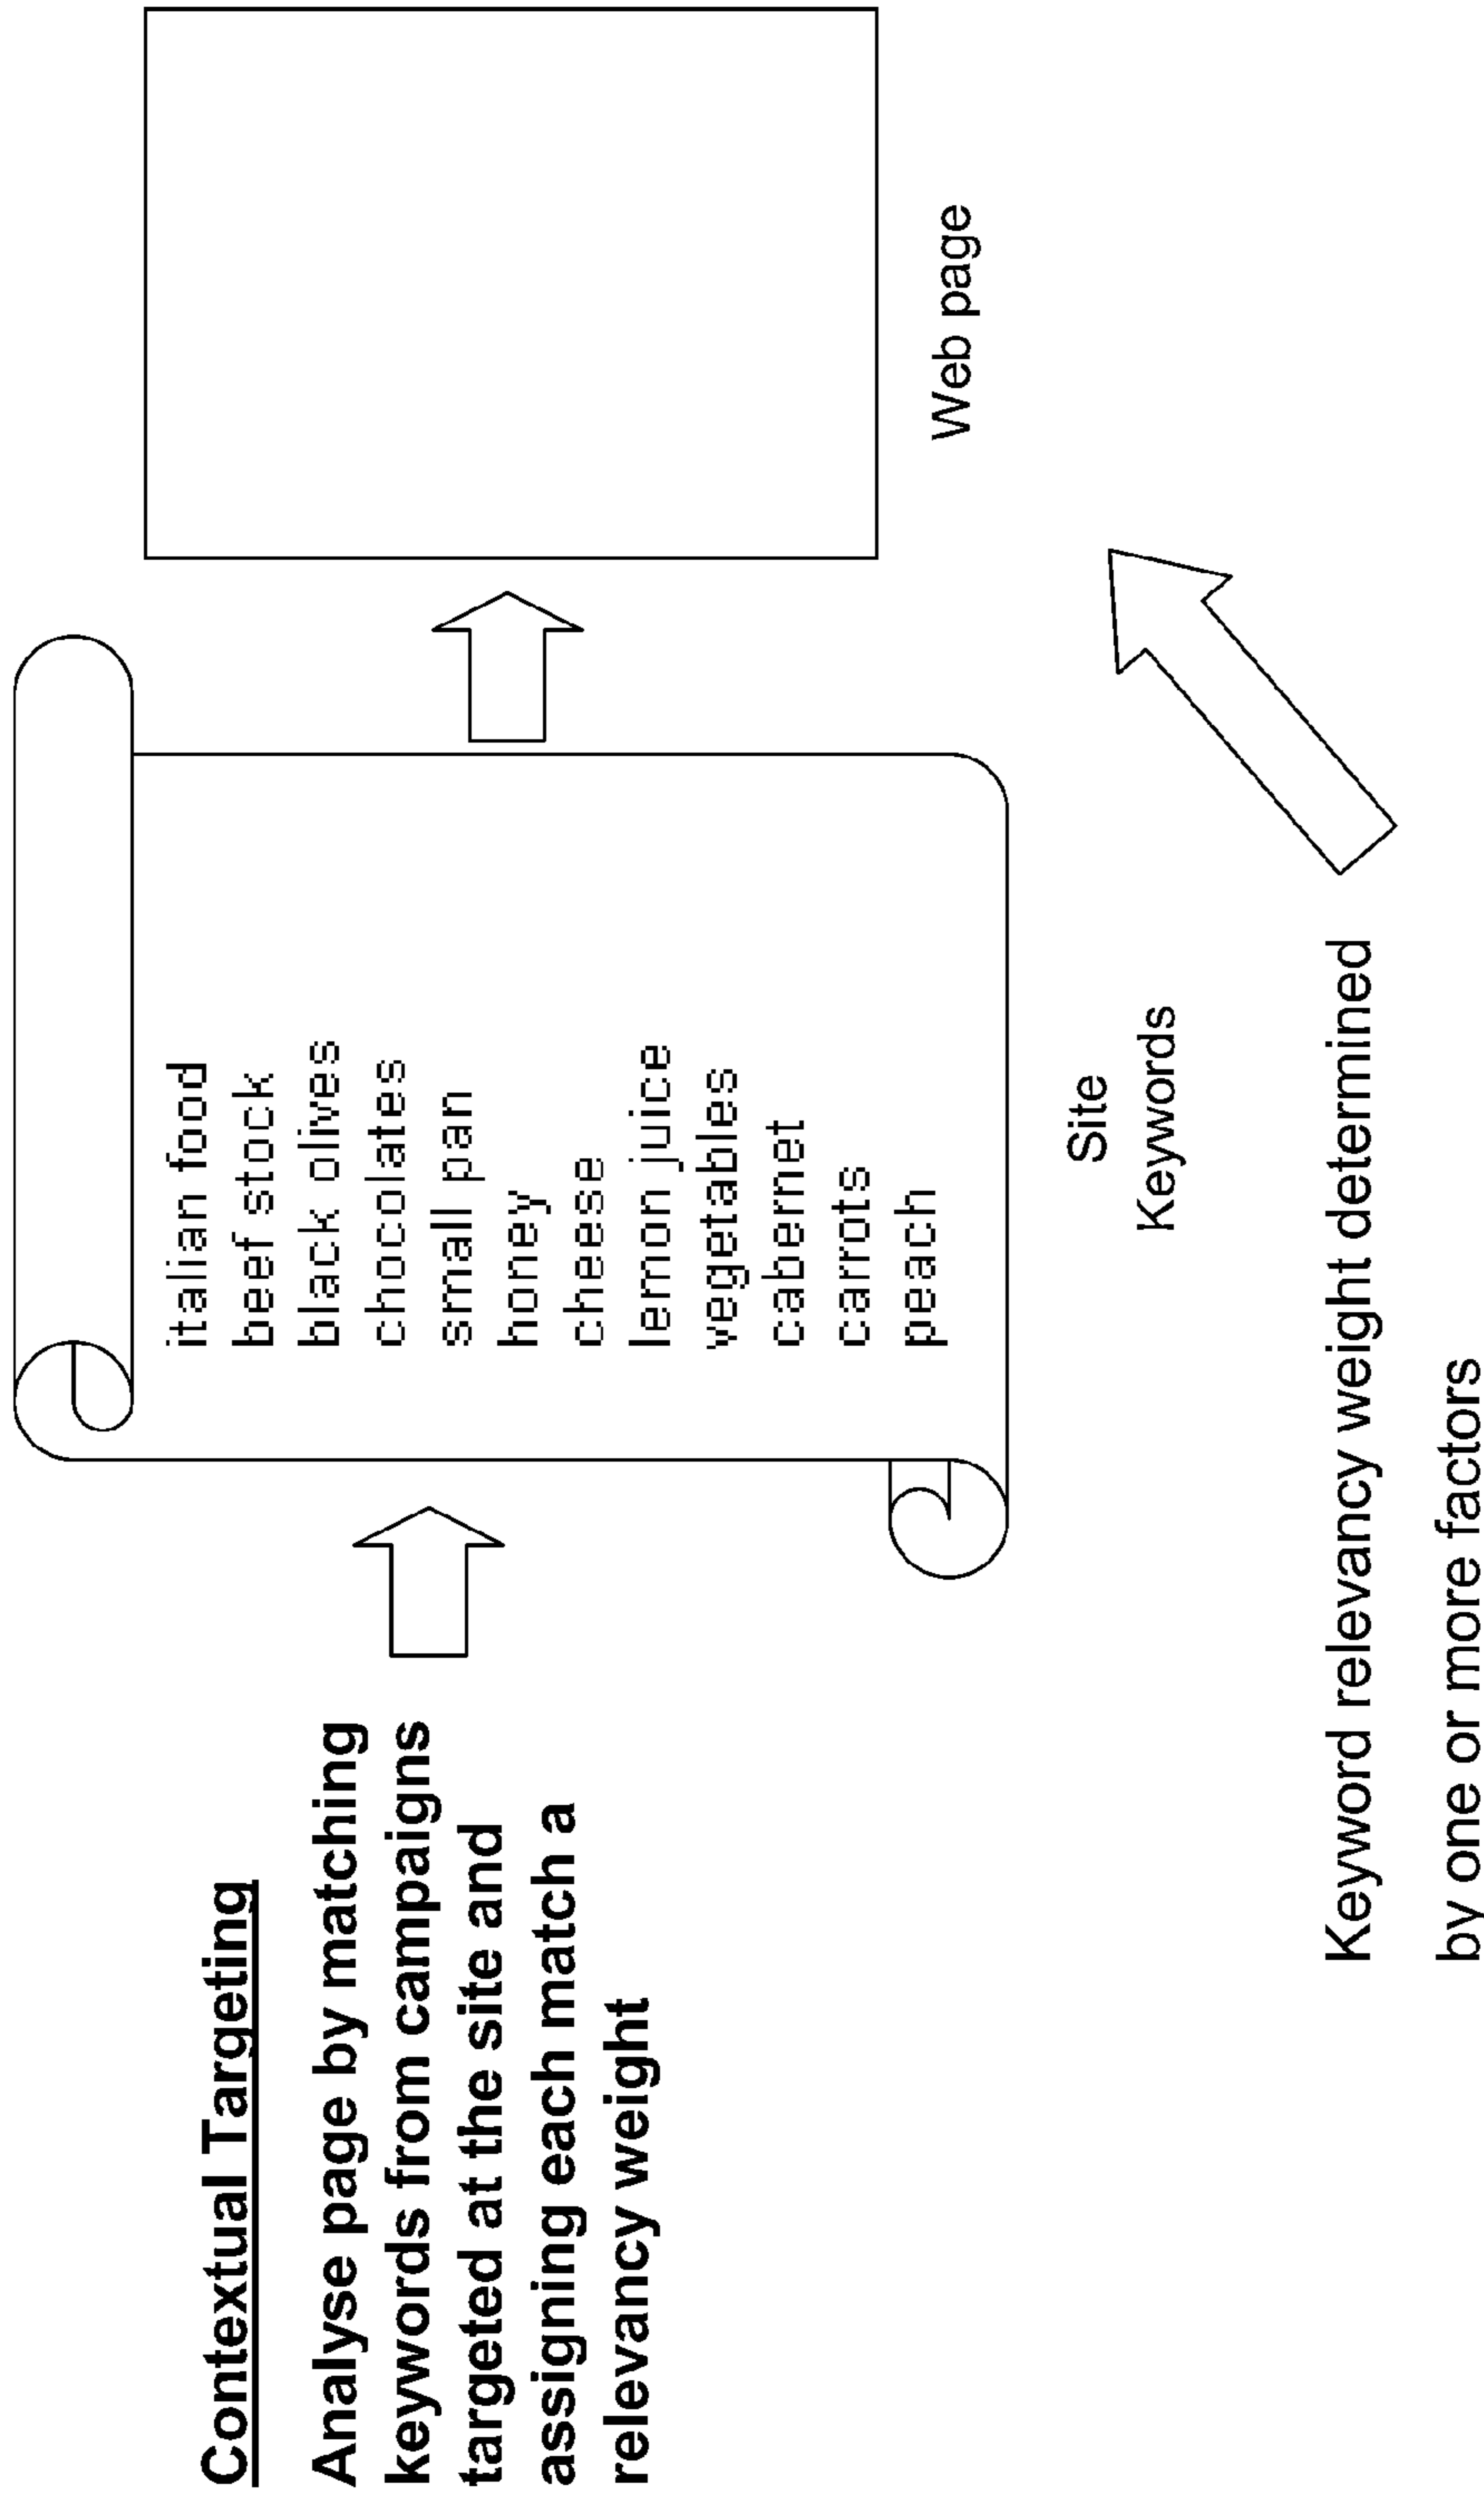 Contextual Targeting
Analyse page by matching
keywords from campaigns
targeted at the site and
assigning each match a
relevancy weight
italian food
beef stock
black olives
chocolates
small pan
honey
cheese
lemon juice
vegetables
cabernet
carrots
peach
Site
Keywords
Web page
Keyword relevancy weight determined
by one or more factors